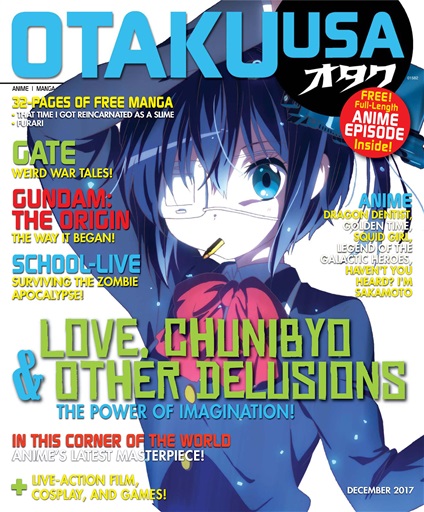 OTAKU USA
オタク
ANIME | MANGA
32-PAGES OF FREE MANGA
• THAT TIME I GOT REINCARNATED AS A SLIME
• FURARI
FREE!
Full-Length
ANIME
EPISODE
Inside!
GATE
WEIRD WAR TALES!
GUNDAM:
THE ORIGIN
THE WAY IT BEGAN!
SCHOOL-LIVE
SURVIVING THE ZOMBIE
APOCALYPSE!
ANIME
DRAGON DENTIST,
GOLDEN TIME,
SQUID GIRL,
LEGEND OF THE
GALACTIC HEROES,
HAVEN'T YOU
HEARD? I'M
SAKAMOTO
LOVE, CHUNIBYO
& OTHER DELUSIONS
THE POWER OF IMAGINATION!
IN THIS CORNER OF THE WORLD
ANIME'S LATEST MASTERPIECE!
+ LIVE-ACTION FILM,
COSPLAY, AND GAMES!
DECEMBER 2017